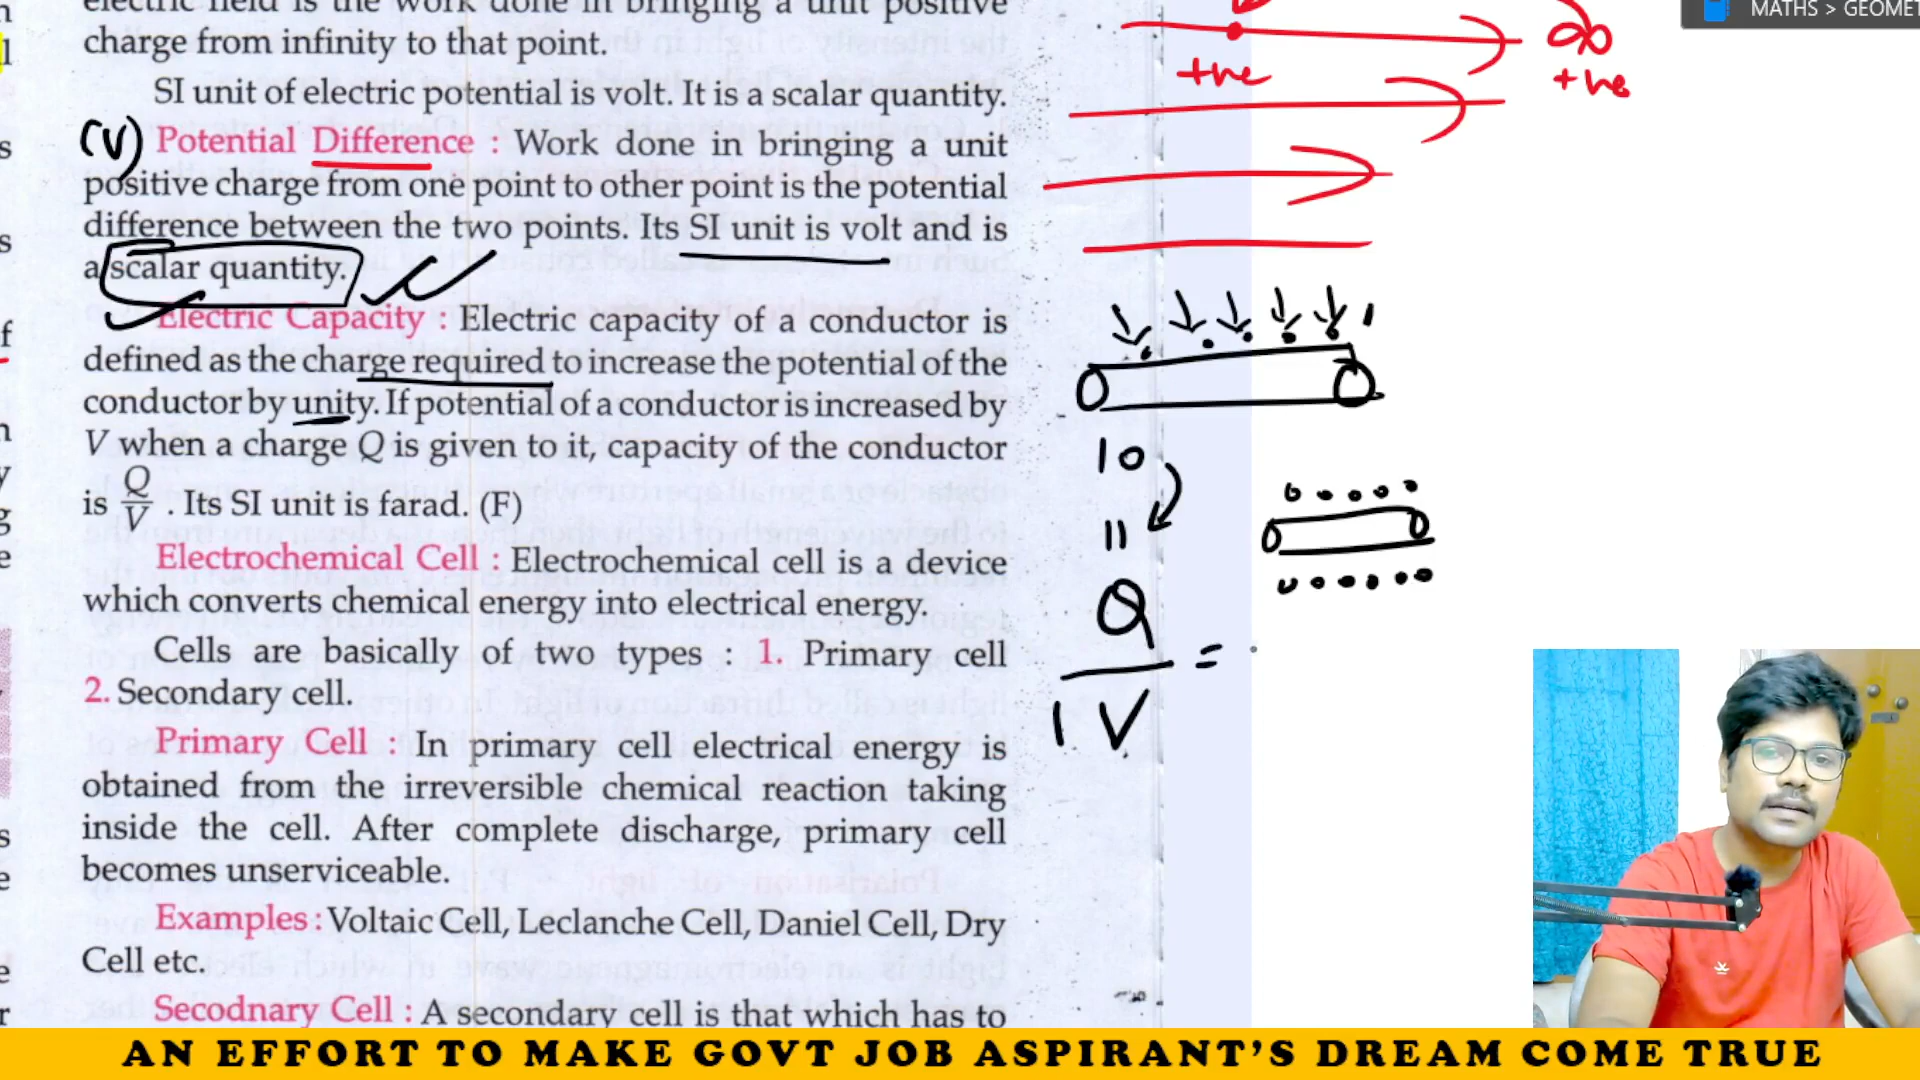 charge from infinity to that point.
SI unit of electric potential is volt. It is a scalar quantity.
(V) Potential Difference : Work done in bringing a unit
positive charge from one point to other point is the potential
difference between the two points. Its SI unit is volt and is
a scalar quantity.
Electric Capacity : Electric capacity of a conductor is
defined as the charge required to increase the potential of the
conductor by unity. If potential of a conductor is increased by
V when a charge Q is given to it, capacity of the conductor
is Q/V . Its SI unit is farad. (F)
Electrochemical Cell : Electrochemical cell is a device
which converts chemical energy into electrical energy.
Cells are basically of two types : 1. Primary cell
2. Secondary cell.
Primary Cell : In primary cell electrical energy is
obtained from the irreversible chemical reaction taking
inside the cell. After complete discharge, primary cell
becomes unserviceable.
Examples : Voltaic Cell, Leclanche Cell, Daniel Cell, Dry
Cell etc.
Secodnary Cell : A secondary cell is that which has to
MATHS > GEOMET
∞
+ve
+ve
10
11
Q
=
1 V
AN EFFORT TO MAKE GOVT JOB ASPIRANT'S DREAM COME TRUE